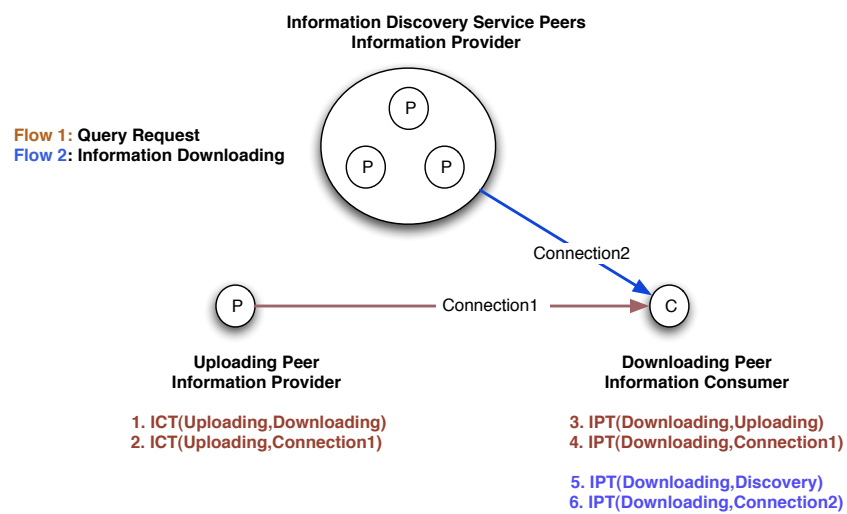 Information Discovery Service Peers
Information Provider
P
P
P
Flow 1: Query Request
Flow 2: Information Downloading
Connection2
P
Connection1
C
Uploading Peer
Information Provider
Downloading Peer
Information Consumer
1. ICT(Uploading,Downloading)
2. ICT(Uploading,Connection1)
3. IPT(Downloading,Uploading)
4. IPT(Downloading,Connection1)
5. IPT(Downloading,Discovery)
6. IPT(Downloading,Connection2)